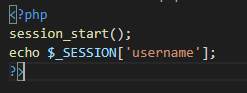 <?php
session_start();
echo $_SESSION['username'];
?>